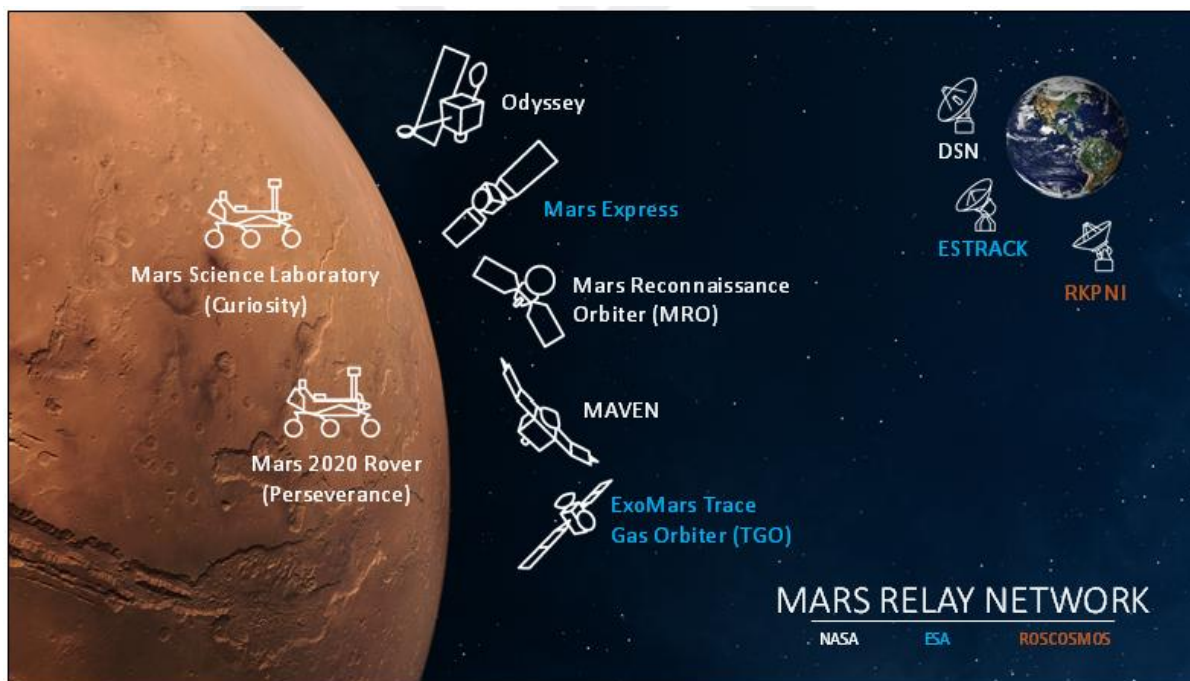 Odyssey
DSN
Mars Express
ESTRACK
Mars Science Laboratory
(Curiosity)
Mars Reconnaissance
Orbiter (MRO)
RKPNI
MAVEN
Mars 2020 Rover
(Perseverance)
ExoMars Trace
Gas Orbiter (TGO)
MARS RELAY NETWORK
NASA ESA ROSCOSMOS